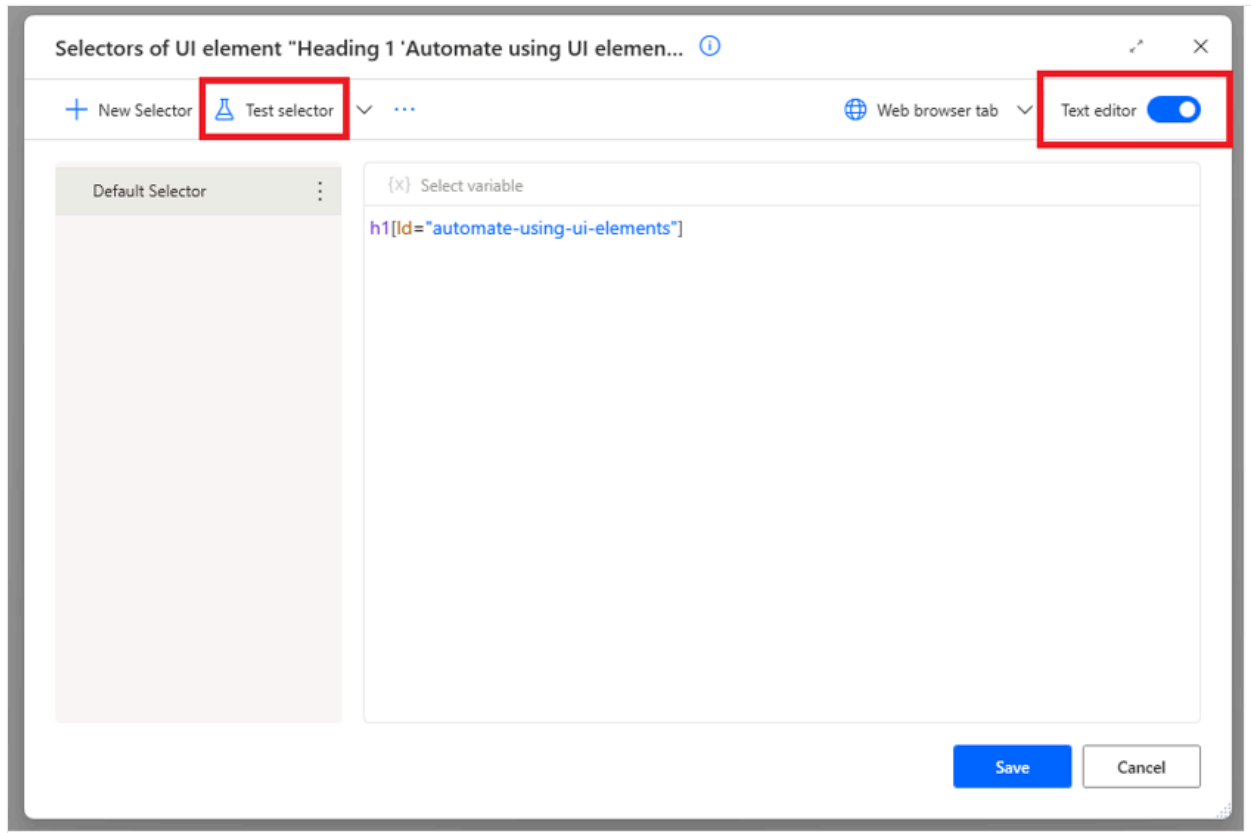 Selectors of UI element "Heading 1 'Automate using UI elemen...
New Selector Test selector ... Web browser tab Text editor
Default Selector
{x} Select variable
h1[Id="automate-using-ui-elements"]
Save Cancel